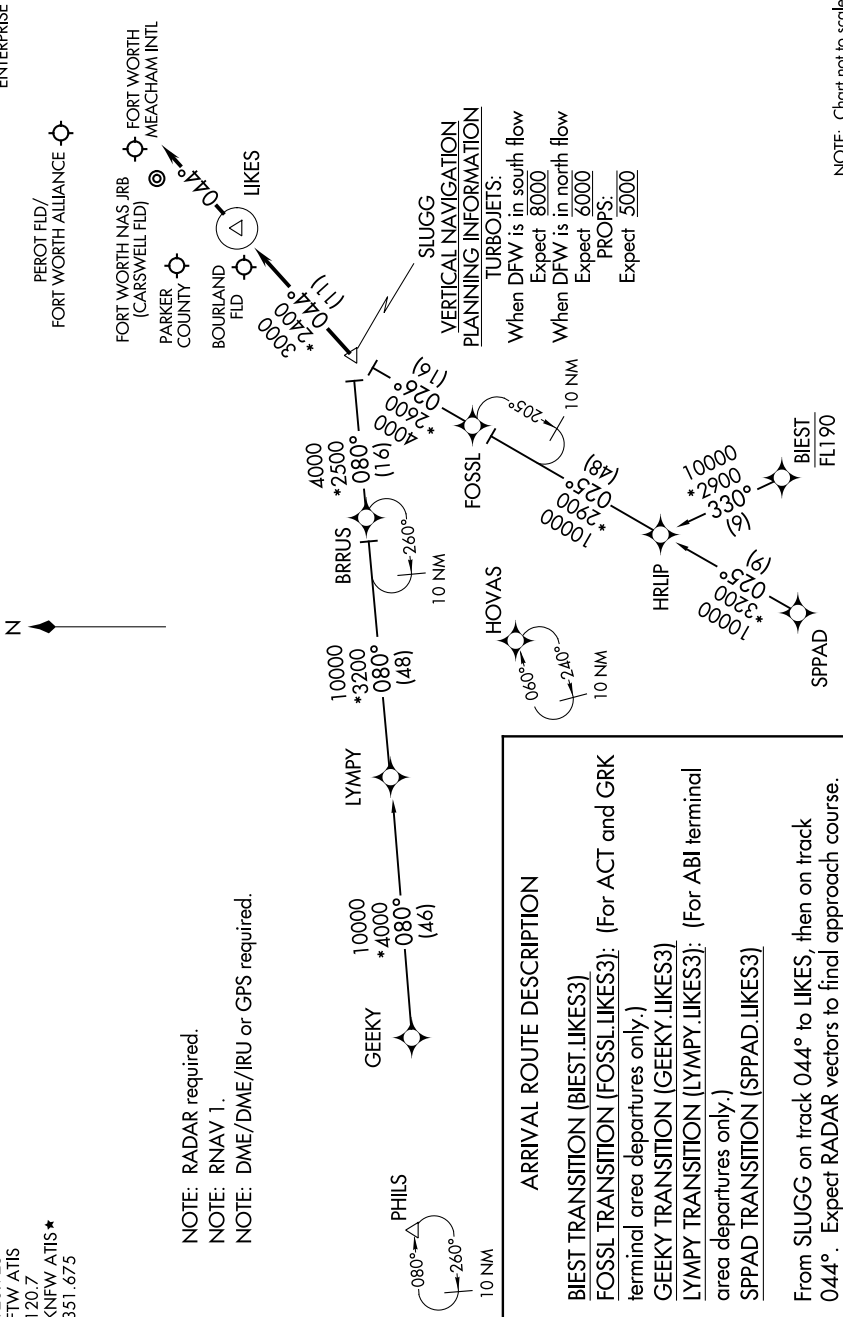 ENTERPRISE
FTW ATIS
120.7
KNFW ATIS★
351.675
PEROT FLD/
FORT WORTH ALLIANCE
FORT WORTH
MEACHAM INTL
FORT WORTH NAS JRB
(CARSWELL FLD)
PARKER
COUNTY
BOURLAND
FLD
044°
LIKES
3000
*2400
044°
(11)
N
SLUGG
VERTICAL NAVIGATION
PLANNING INFORMATION
TURBOJETS:
When DFW is in south flow
Expect 8000
When DFW is in north flow
Expect 6000
PROPS:
Expect 5000
NOTE: RADAR required.
NOTE: RNAV 1.
NOTE: DME/DME/IRU or GPS required.
PHILS
080°
260°
10 NM
GEEKY
10000
*4000
080°
(46)
LYMPY
10000
*3200
080°
(48)
BRRUS
260°
10 NM
4000
*2500
080°
(16)
4000
*2600
026°
(16)
FOSSL
205°
10 NM
10000
*2900
025°
(48)
HOVAS
060°
240°
10 NM
HRLIP
10000
*2900
330°
(6)
BIEST
FL190
10000
*3200
025°
(9)
SPPAD
ARRIVAL ROUTE DESCRIPTION
BIEST TRANSITION (BIEST.LIKES3)
FOSSL TRANSITION (FOSSL.LIKES3): (For ACT and GRK
terminal area departures only.)
GEEKY TRANSITION (GEEKY.LIKES3)
LYMPY TRANSITION (LYMPY.LIKES3): (For ABI terminal
area departures only.)
SPPAD TRANSITION (SPPAD.LIKES3)
From SLUGG on track 044° to LIKES, then on track
044°. Expect RADAR vectors to final approach course.
NOTE: Chart not to scale